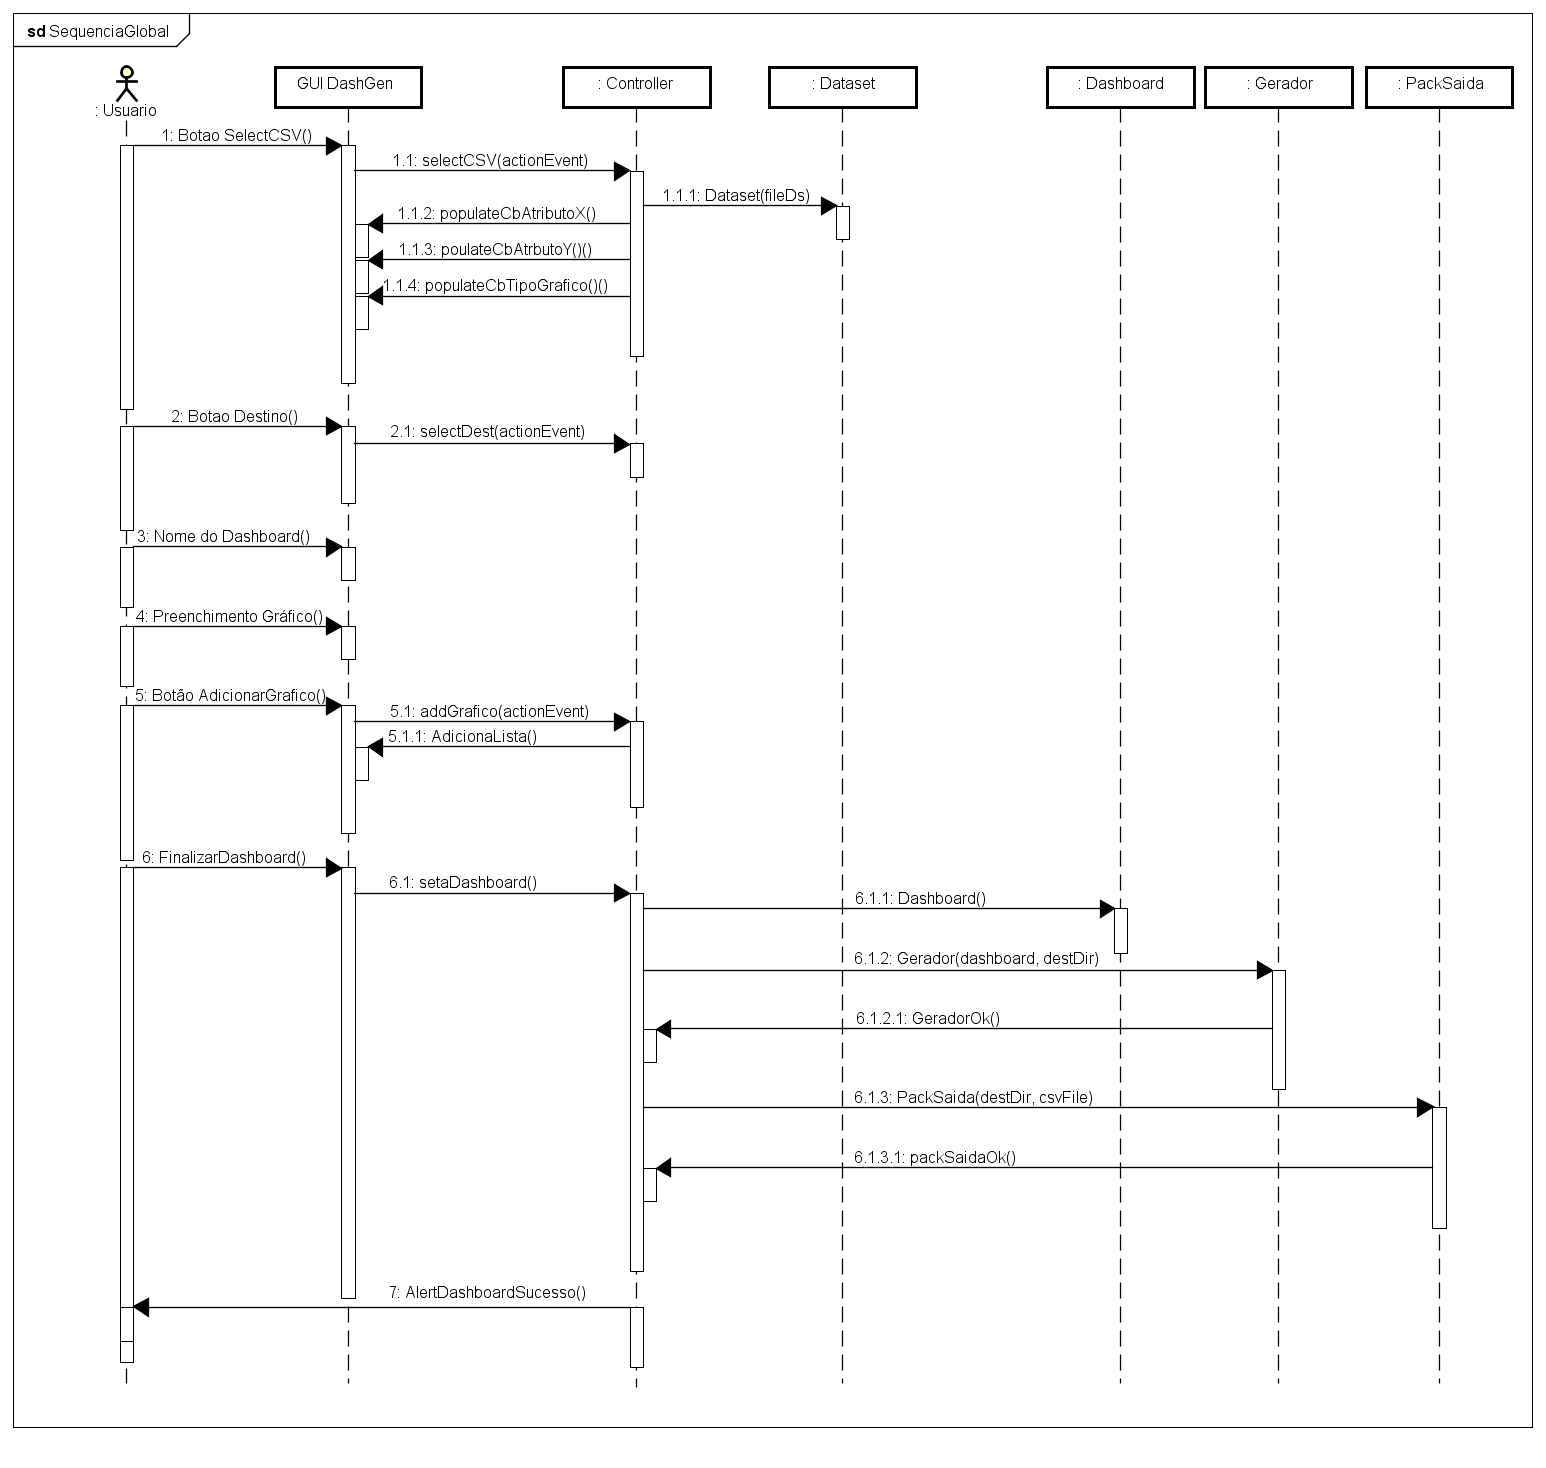 sd SequenciaGlobal
: Usuario
GUI DashGen
: Controller
: Dataset
: Dashboard
: Gerador
: PackSaida
1: Botao SelectCSV()
1.1: selectCSV(actionEvent)
1.1.1: Dataset(fileDs)
1.1.2: populateCbAtributoX()
1.1.3: poulateCbAtrbutoY()()
1.1.4: populateCbTipoGrafico()()
2: Botao Destino()
2.1: selectDest(actionEvent)
3: Nome do Dashboard()
4: Preenchimento Gráfico()
5: Botão AdicionarGrafico()
5.1: addGrafico(actionEvent)
5.1.1: AdicionaLista()
6: FinalizarDashboard()
6.1: setaDashboard()
6.1.1: Dashboard()
6.1.2: Gerador(dashboard, destDir)
6.1.2.1: GeradorOk()
6.1.3: PackSaida(destDir, csvFile)
6.1.3.1: packSaidaOk()
7: AlertDashboardSucesso()